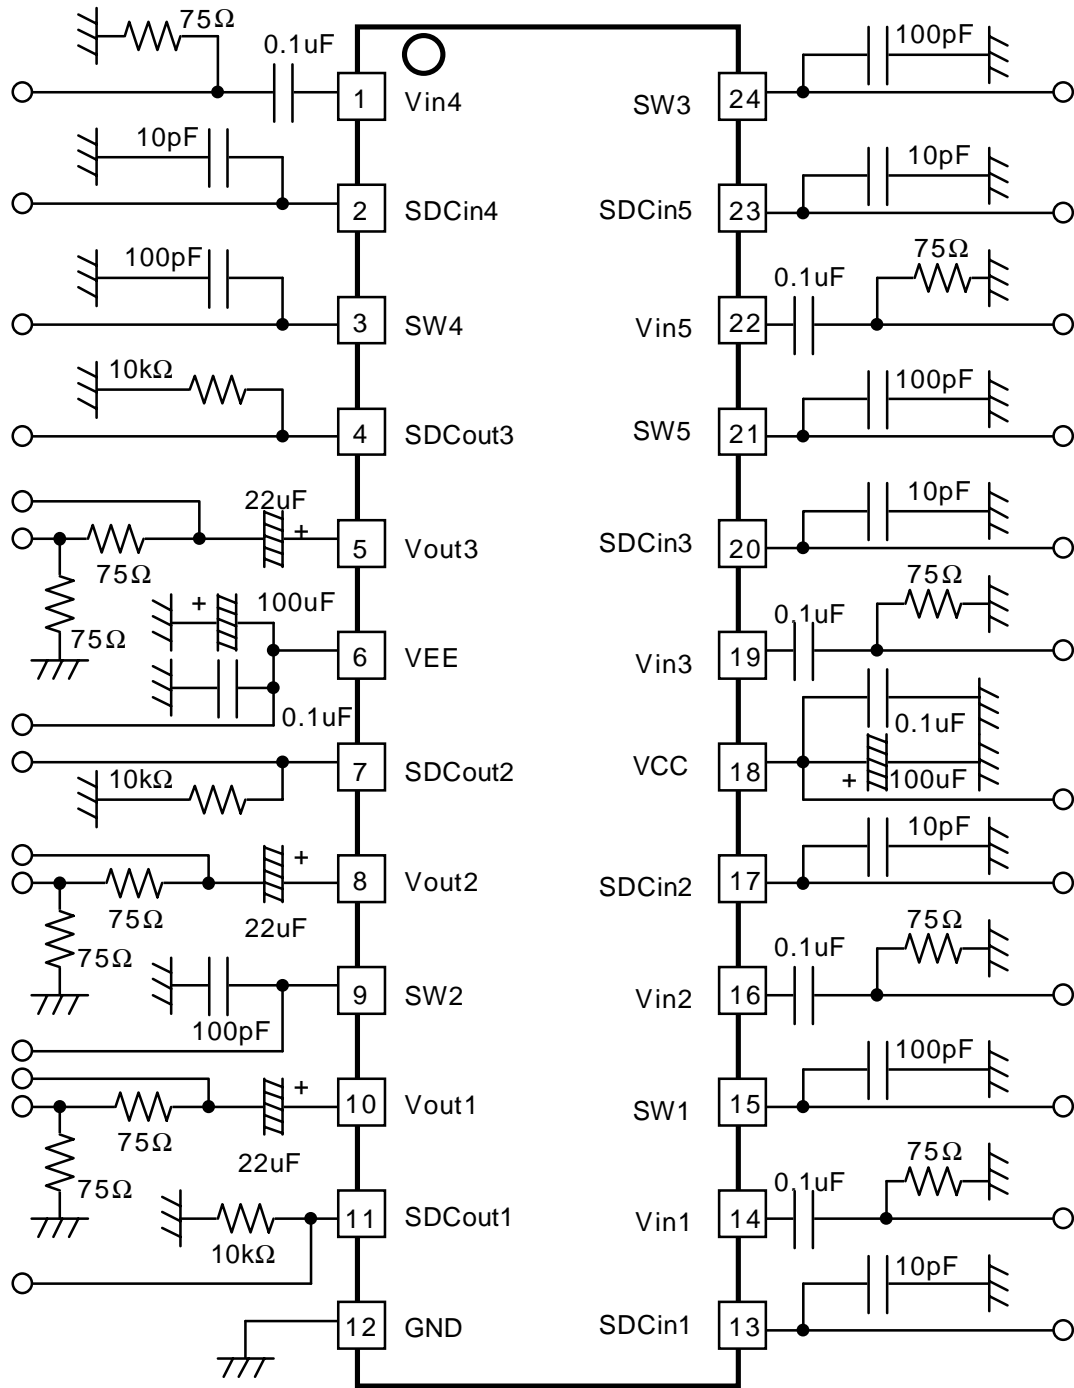 75Ω
0.1uF
1 Vin4
10pF
2 SDCin4
100pF
3 SW4
10kΩ
4 SDCout3
22uF
+
5 Vout3
75Ω
75Ω
+
100uF
6 VEE
0.1uF
7 SDCout2
10kΩ
+
8 Vout2
75Ω
22uF
75Ω
9 SW2
100pF
+
10 Vout1
75Ω
22uF
75Ω
11 SDCout1
10kΩ
12 GND
100pF
SW3 24
10pF
SDCin5 23
75Ω
0.1uF
Vin5 22
100pF
SW5 21
10pF
SDCin3 20
75Ω
0.1uF
Vin3 19
0.1uF
VCC 18
+
100uF
10pF
SDCin2 17
75Ω
0.1uF
Vin2 16
100pF
SW1 15
75Ω
0.1uF
Vin1 14
10pF
SDCin1 13